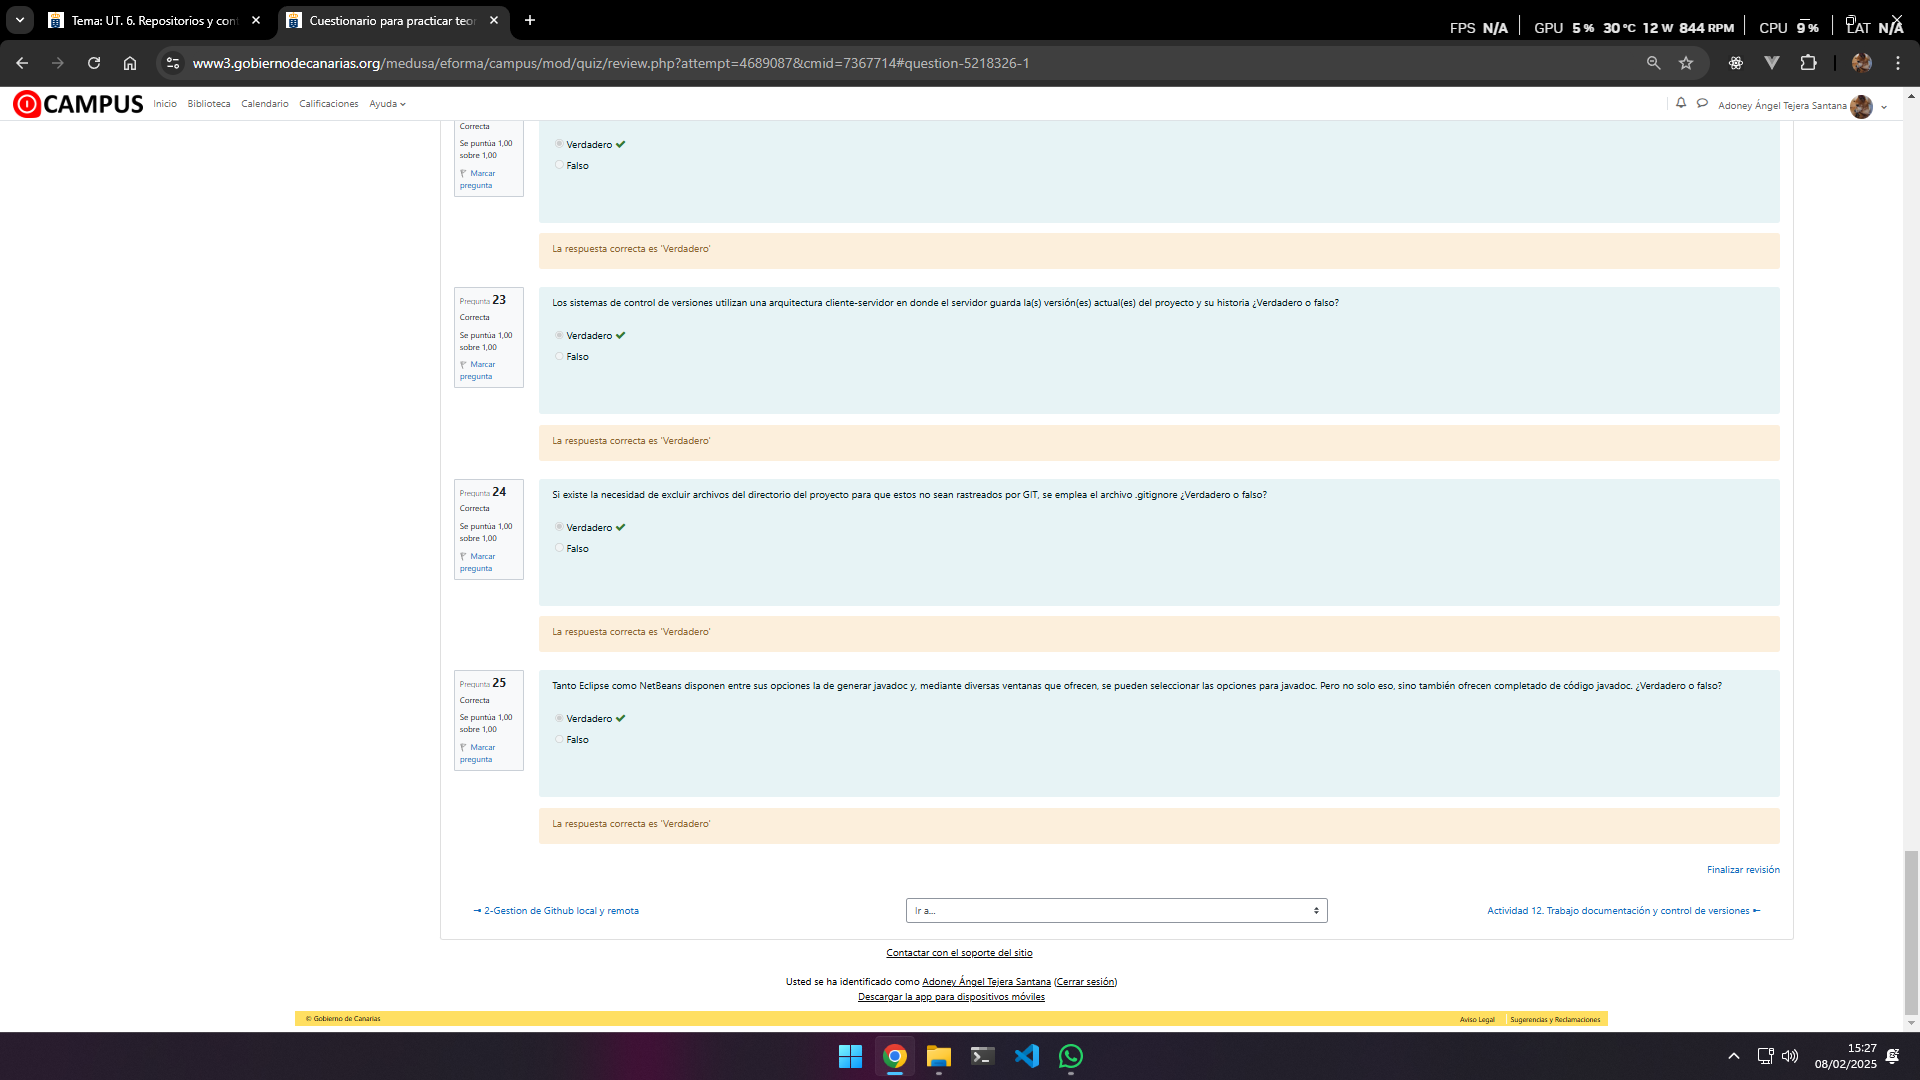 Tema: UT. 6. Repositorios y con
Cuestionario para practicar teo
FPS N/A GPU 5 % 30 °C 12 W 844 RPM CPU 9 % LAT N/A
www3.gobiernodecanarias.org/medusa/eforma/campus/mod/quiz/review.php?attempt=4689087&cmid=7367714#question-5218326-1
CAMPUS Inicio Biblioteca Calendario Calificaciones Ayuda
Adoney Ángel Tejera Santana
Correcta
Se puntúa 1,00
sobre 1,00
Marcar
pregunta
Verdadero
Falso
La respuesta correcta es 'Verdadero'
Pregunta 23
Correcta
Se puntúa 1,00
sobre 1,00
Marcar
pregunta
Los sistemas de control de versiones utilizan una arquitectura cliente-servidor en donde el servidor guarda la(s) versión(es) actual(es) del proyecto y su historia ¿Verdadero o falso?
Verdadero
Falso
La respuesta correcta es 'Verdadero'
Pregunta 24
Correcta
Se puntúa 1,00
sobre 1,00
Marcar
pregunta
Si existe la necesidad de excluir archivos del directorio del proyecto para que estos no sean rastreados por GIT, se emplea el archivo .gitignore ¿Verdadero o falso?
Verdadero
Falso
La respuesta correcta es 'Verdadero'
Pregunta 25
Correcta
Se puntúa 1,00
sobre 1,00
Marcar
pregunta
Tanto Eclipse como NetBeans disponen entre sus opciones la de generar javadoc y, mediante diversas ventanas que ofrecen, se pueden seleccionar las opciones para javadoc. Pero no solo eso, sino también ofrecen completado de código javadoc. ¿Verdadero o falso?
Verdadero
Falso
La respuesta correcta es 'Verdadero'
Finalizar revisión
2-Gestion de Github local y remota
Ir a...
Actividad 12. Trabajo documentación y control de versiones
Contactar con el soporte del sitio
Usted se ha identificado como Adoney Ángel Tejera Santana (Cerrar sesión)
Descargar la app para dispositivos móviles
© Gobierno de Canarias
Aviso Legal Sugerencias y Reclamaciones
15:27
08/02/2025